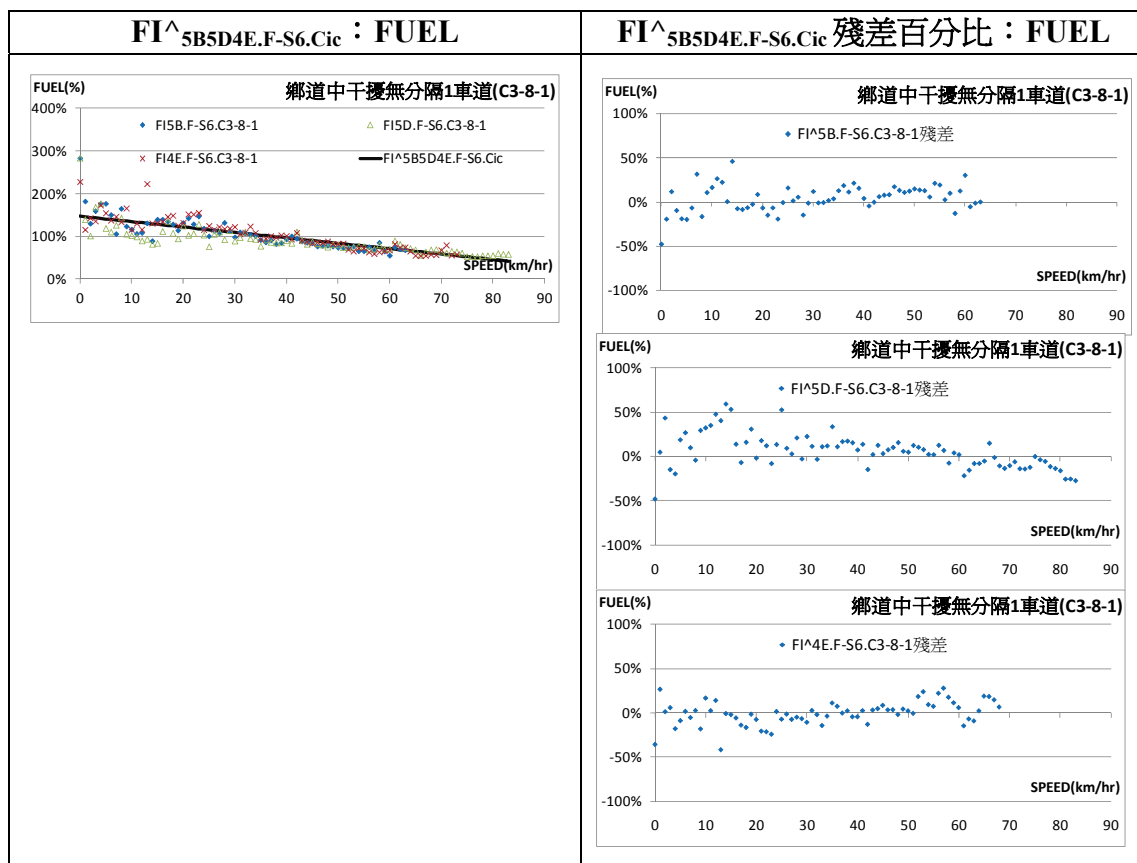 FI^5B5D4E.F-S6.Cic：FUEL
FI^5B5D4E.F-S6.Cic 殘差百分比：FUEL
FUEL(%)
鄉道中干擾無分隔1車道(C3-8-1)
400%
300%
200%
100%
0%
FI5B.F-S6.C3-8-1
FI5D.F-S6.C3-8-1
FI4E.F-S6.C3-8-1
FI^5B5D4E.F-S6.Cic
SPEED(km/hr)
0 10 20 30 40 50 60 70 80 90
FUEL(%)
鄉道中干擾無分隔1車道(C3-8-1)
100%
FI^5B.F-S6.C3-8-1殘差
50%
0%
-50%
SPEED(km/hr)
-100%
0 10 20 30 40 50 60 70 80 90
FUEL(%)
鄉道中干擾無分隔1車道(C3-8-1)
100%
FI^5D.F-S6.C3-8-1殘差
50%
0%
-50%
SPEED(km/hr)
-100%
0 10 20 30 40 50 60 70 80 90
FUEL(%)
鄉道中干擾無分隔1車道(C3-8-1)
100%
FI^4E.F-S6.C3-8-1殘差
50%
0%
-50%
SPEED(km/hr)
-100%
0 10 20 30 40 50 60 70 80 90